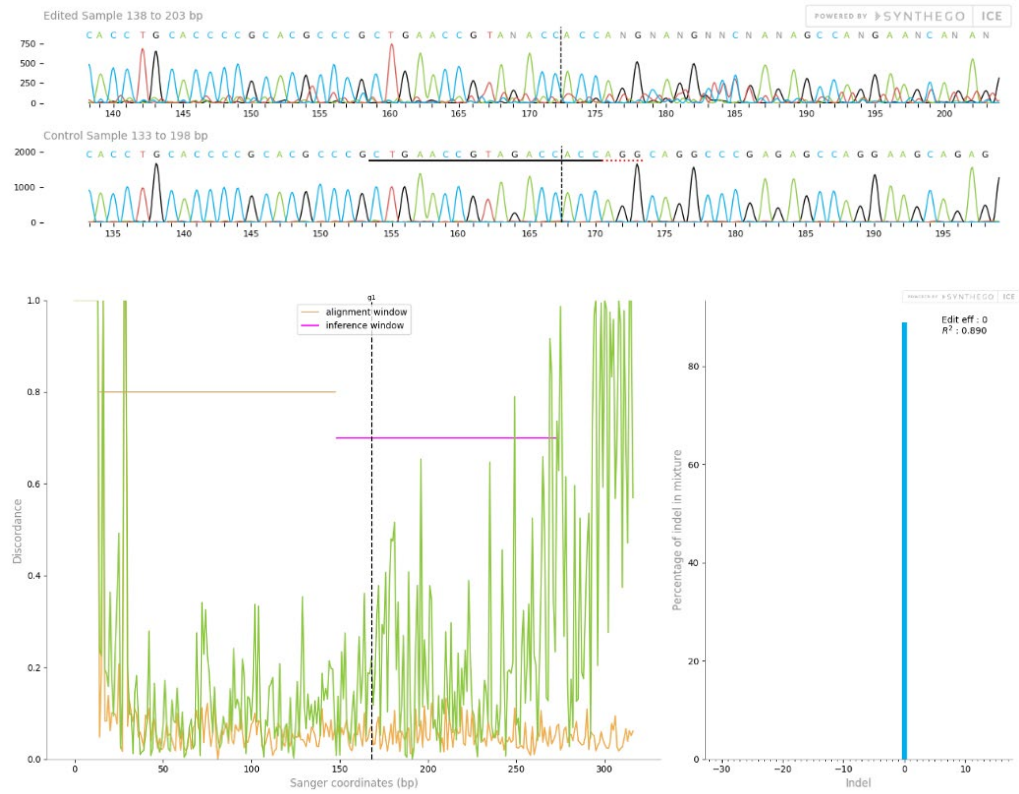 Edited Sample 138 to 203 bp
POWERED BY SYNTHEGO ICE
C A C C T G C A C C C C G C A C G C C C G C T G A A C C G T A N A C C A C C A N G N A N G N N C N A N A G C C A N G A A N C A N A N
750
500
250
0
140 145 150 155 160 165 170 175 180 185 190 195 200
Control Sample 133 to 198 bp
C A C C T G C A C C C C G C A C G C C C G C T G A A C C G T A G A C C A C C A G G C A G G C C C G A G A G C C A G G A A G C A G A G
2000
1000
0
135 140 145 150 155 160 165 170 175 180 185 190 195
g1
alignment window
inference window
1.0
0.8
0.6
0.4
0.2
0.0
Discordance
0 50 100 150 200 250 300
Sanger coordinates (bp)
POWERED BY SYNTHEGO ICE
Edit eff : 0
R² : 0.890
80
60
40
20
0
Percentage of indel in mixture
−30 −20 −10 0 10
Indel